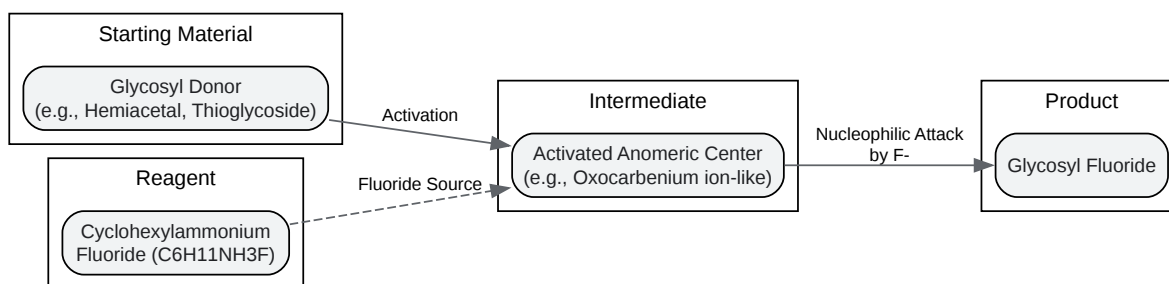 Starting Material
Glycosyl Donor
(e.g., Hemiacetal, Thioglycoside)
Activation
Reagent
Cyclohexylammonium
Fluoride (C6H11NH3F)
Fluoride Source
Intermediate
Activated Anomeric Center
(e.g., Oxocarbenium ion-like)
Nucleophilic Attack
by F-
Product
Glycosyl Fluoride